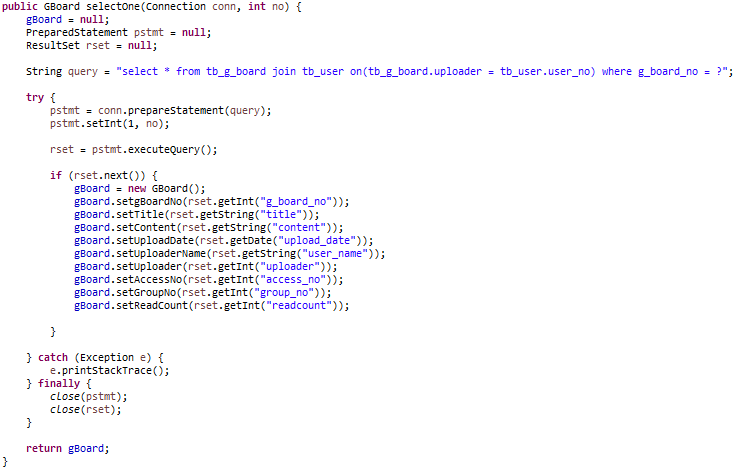 public GBoard selectOne(Connection conn, int no) {
    gBoard = null;
    PreparedStatement pstmt = null;
    ResultSet rset = null;

    String query = "select * from tb_g_board join tb_user on(tb_g_board.uploader = tb_user.user_no) where g_board_no = ?";

    try {
        pstmt = conn.prepareStatement(query);
        pstmt.setInt(1, no);

        rset = pstmt.executeQuery();

        if (rset.next()) {
            gBoard = new GBoard();
            gBoard.setgBoardNo(rset.getInt("g_board_no"));
            gBoard.setTitle(rset.getString("title"));
            gBoard.setContent(rset.getString("content"));
            gBoard.setUploadDate(rset.getDate("upload_date"));
            gBoard.setUploaderName(rset.getString("user_name"));
            gBoard.setUploader(rset.getInt("uploader"));
            gBoard.setAccessNo(rset.getInt("access_no"));
            gBoard.setGroupNo(rset.getInt("group_no"));
            gBoard.setReadCount(rset.getInt("readcount"));

        }

    } catch (Exception e) {
        e.printStackTrace();
    } finally {
        close(pstmt);
        close(rset);
    }

    return gBoard;
}